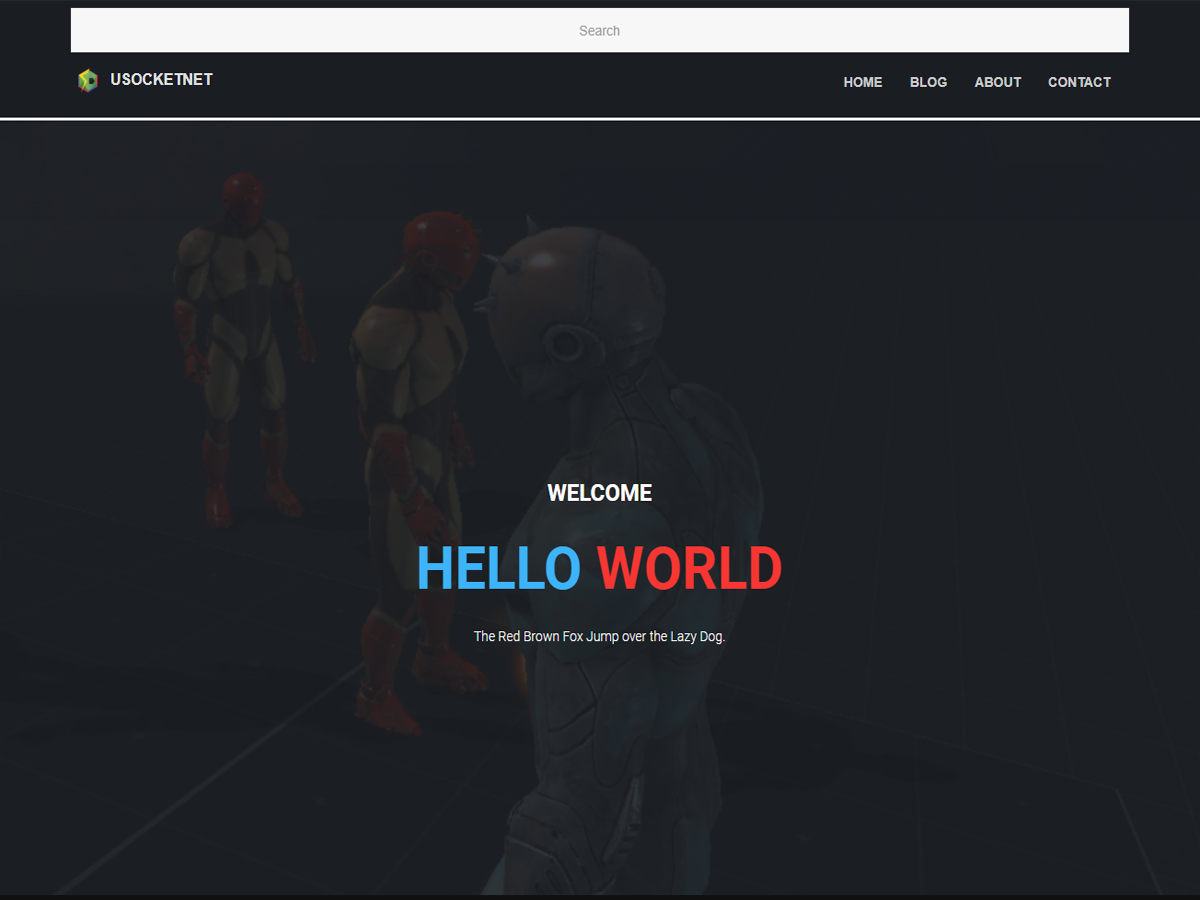 Search
USOCKETNET
HOME BLOG ABOUT CONTACT
WELCOME
HELLO WORLD
The Red Brown Fox Jump over the Lazy Dog.